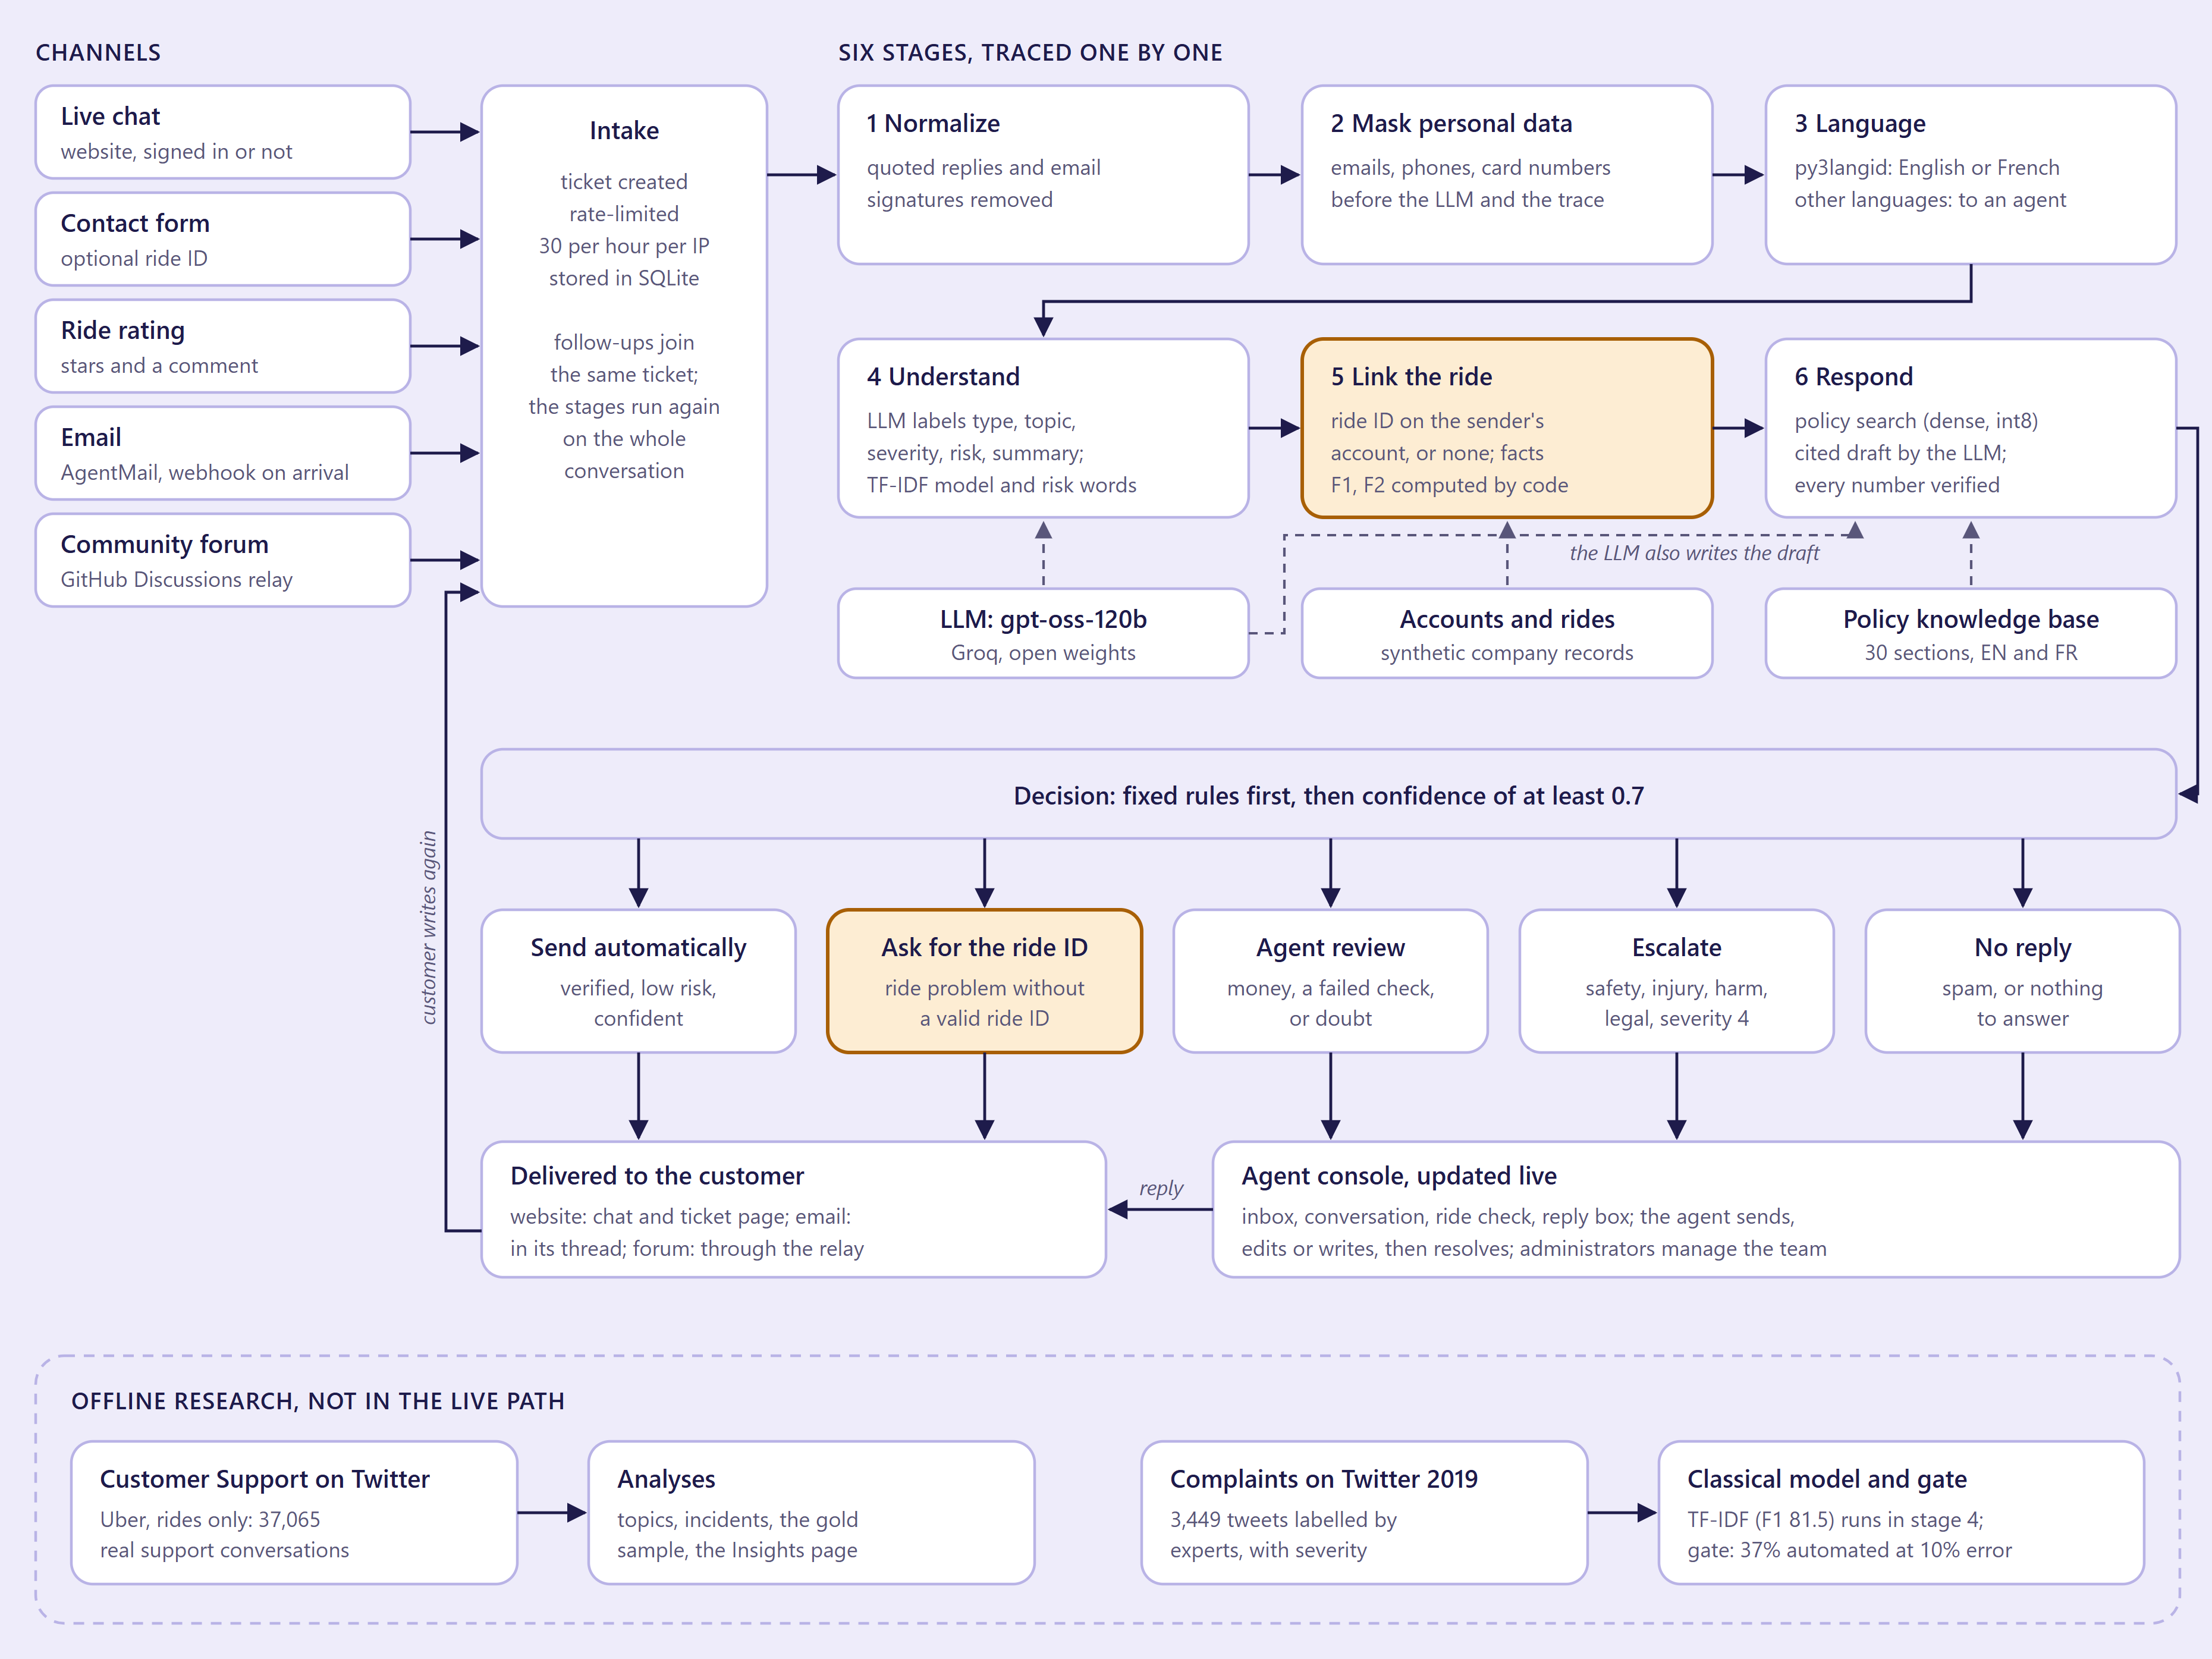 CHANNELS
Live chat
website, signed in or not
Contact form
optional ride ID
Ride rating
stars and a comment
Email
AgentMail, webhook on arrival
Community forum
GitHub Discussions relay
Intake
ticket created
rate-limited
30 per hour per IP
stored in SQLite
follow-ups join
the same ticket;
the stages run again
on the whole
conversation
SIX STAGES, TRACED ONE BY ONE
1 Normalize
quoted replies and email
signatures removed
2 Mask personal data
emails, phones, card numbers
before the LLM and the trace
3 Language
py3langid: English or French
other languages: to an agent
4 Understand
LLM labels type, topic,
severity, risk, summary;
TF-IDF model and risk words
5 Link the ride
ride ID on the sender's
account, or none; facts
F1, F2 computed by code
6 Respond
policy search (dense, int8)
cited draft by the LLM;
every number verified
the LLM also writes the draft
LLM: gpt-oss-120b
Groq, open weights
Accounts and rides
synthetic company records
Policy knowledge base
30 sections, EN and FR
Decision: fixed rules first, then confidence of at least 0.7
customer writes again
Send automatically
verified, low risk,
confident
Ask for the ride ID
ride problem without
a valid ride ID
Agent review
money, a failed check,
or doubt
Escalate
safety, injury, harm,
legal, severity 4
No reply
spam, or nothing
to answer
Delivered to the customer
website: chat and ticket page; email:
in its thread; forum: through the relay
reply
Agent console, updated live
inbox, conversation, ride check, reply box; the agent sends,
edits or writes, then resolves; administrators manage the team
OFFLINE RESEARCH, NOT IN THE LIVE PATH
Customer Support on Twitter
Uber, rides only: 37,065
real support conversations
Analyses
topics, incidents, the gold
sample, the Insights page
Complaints on Twitter 2019
3,449 tweets labelled by
experts, with severity
Classical model and gate
TF-IDF (F1 81.5) runs in stage 4;
gate: 37% automated at 10% error